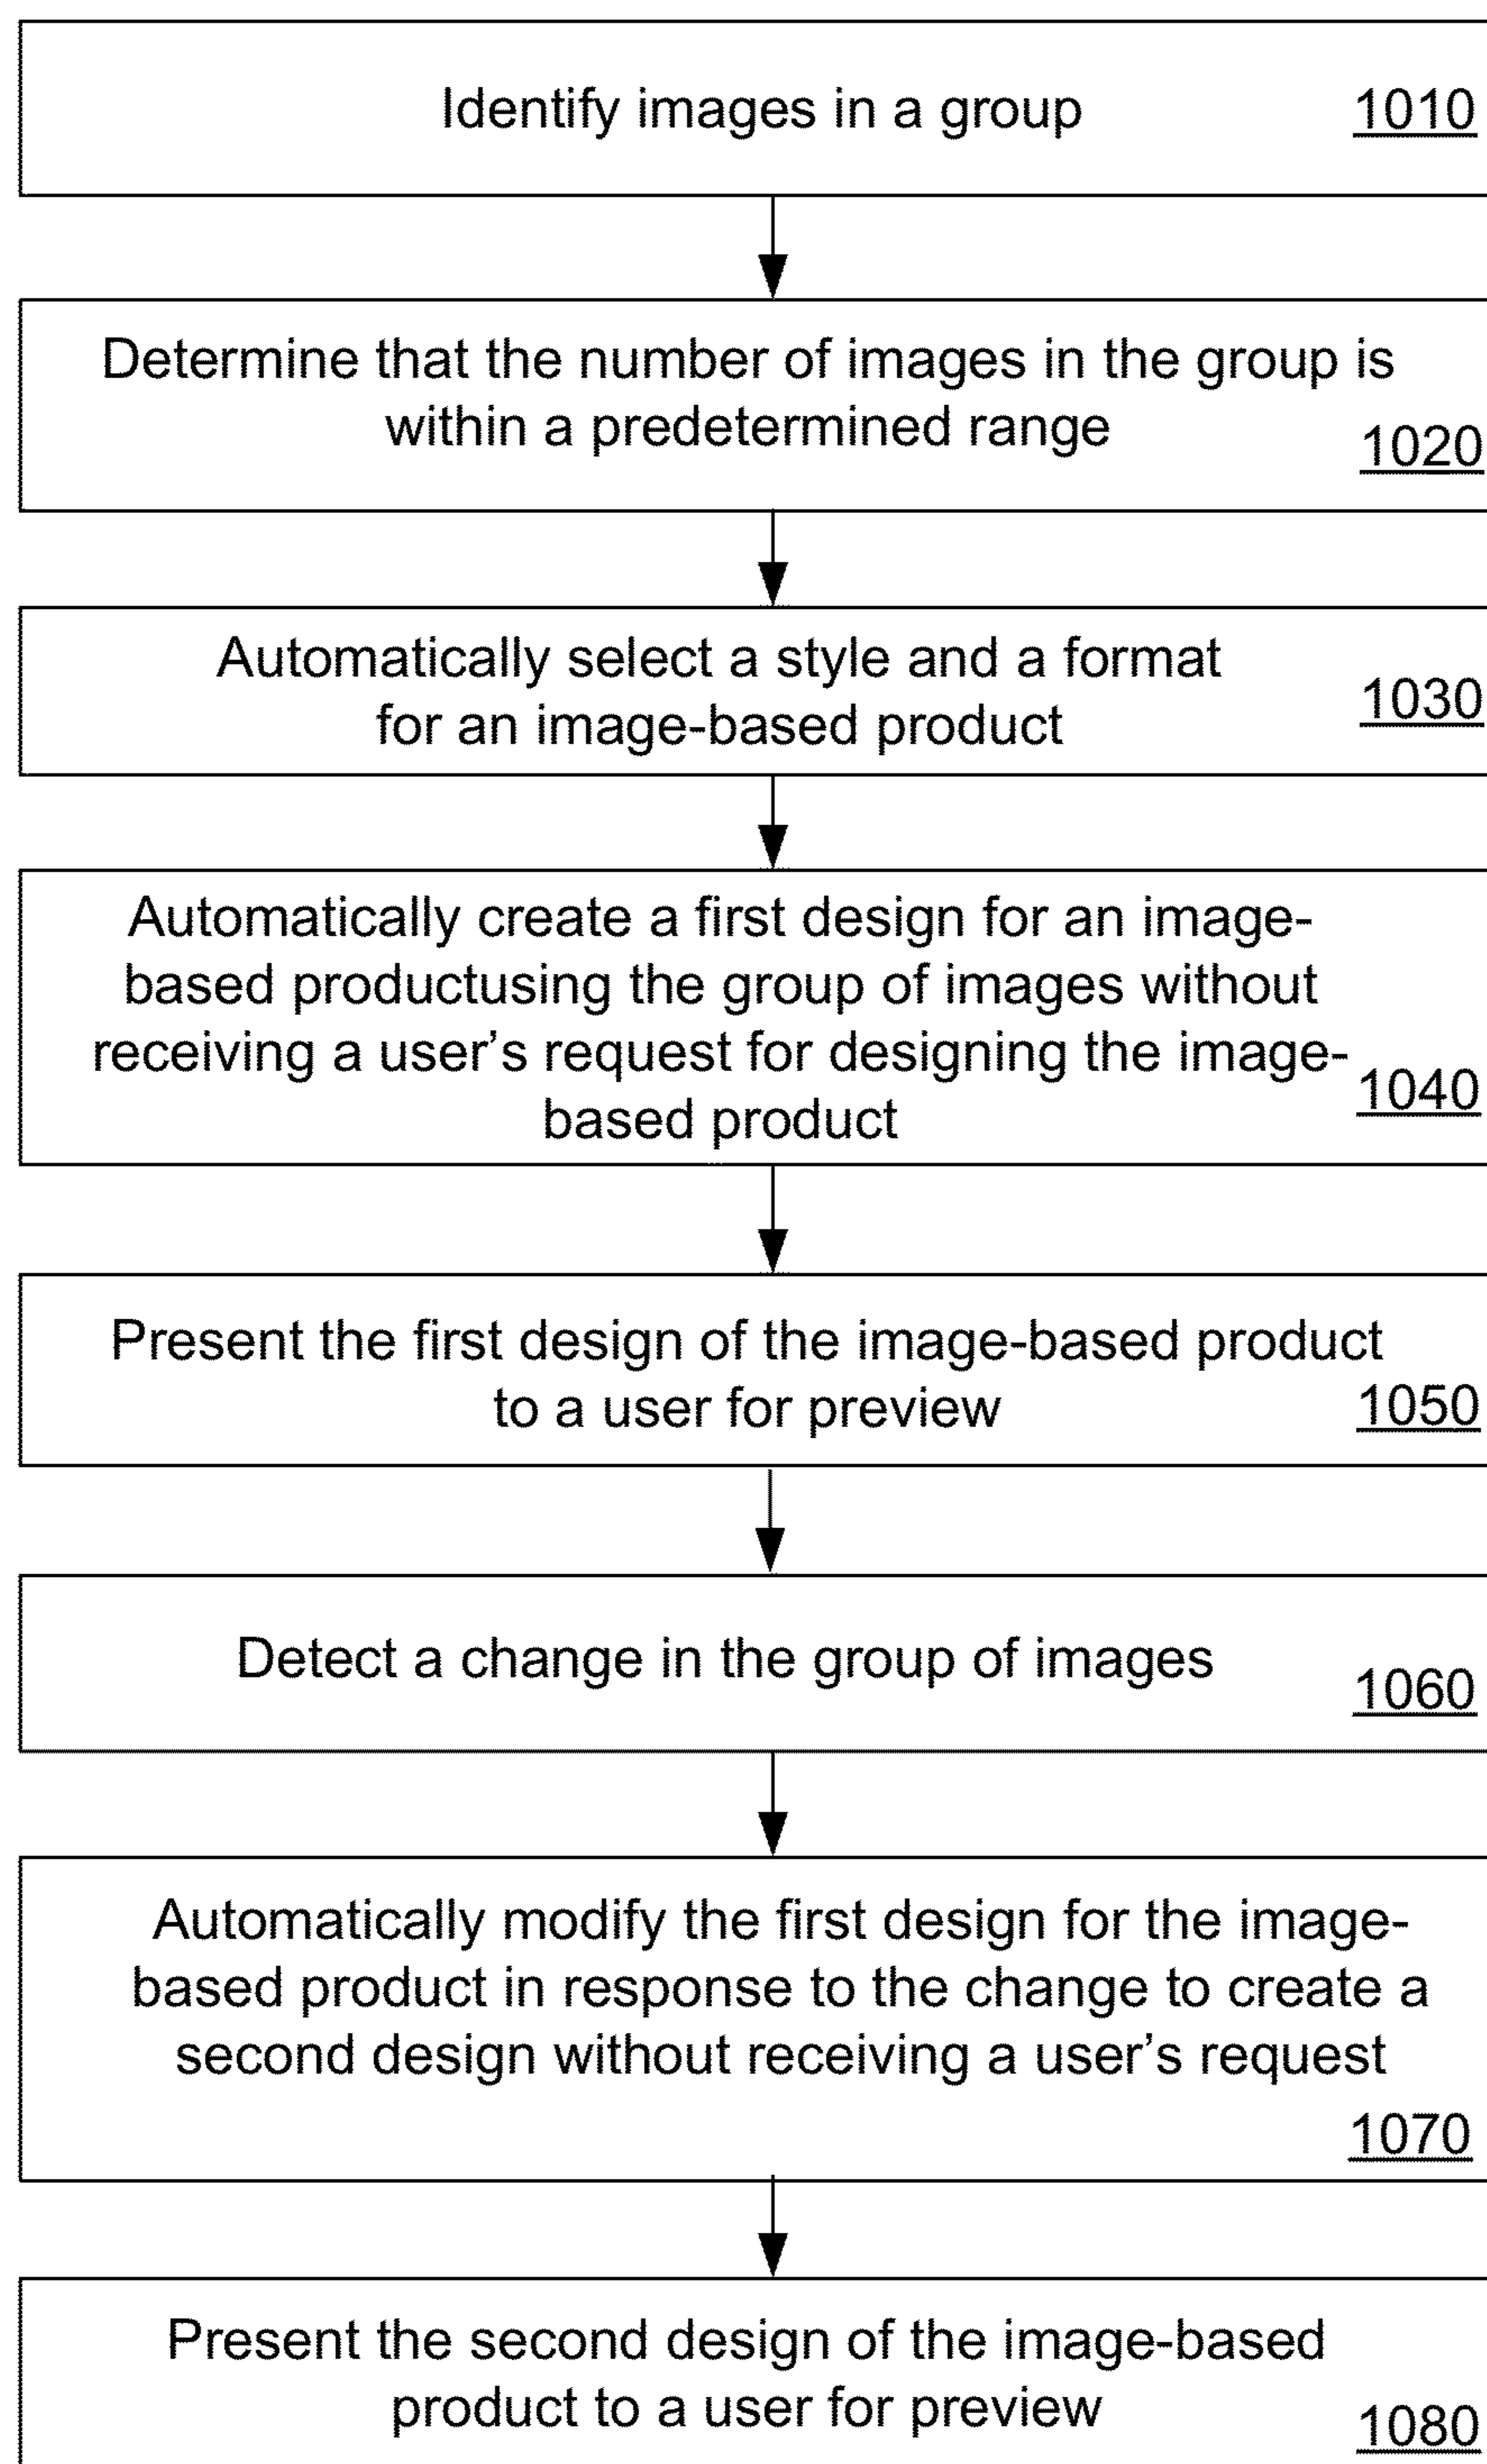 Identify images in a group
1010
Determine that the number of images in the group is
within a predetermined range
1020
Automatically select a style and a format
for an image-based product
1030
Automatically create a first design for an image-
based productusing the group of images without
receiving a user’s request for designing the image-
based product
1040
Present the first design of the image-based product
to a user for preview
1050
Detect a change in the group of images
1060
Automatically modify the first design for the image-
based product in response to the change to create a
second design without receiving a user’s request
1070
Present the second design of the image-based
product to a user for preview
1080